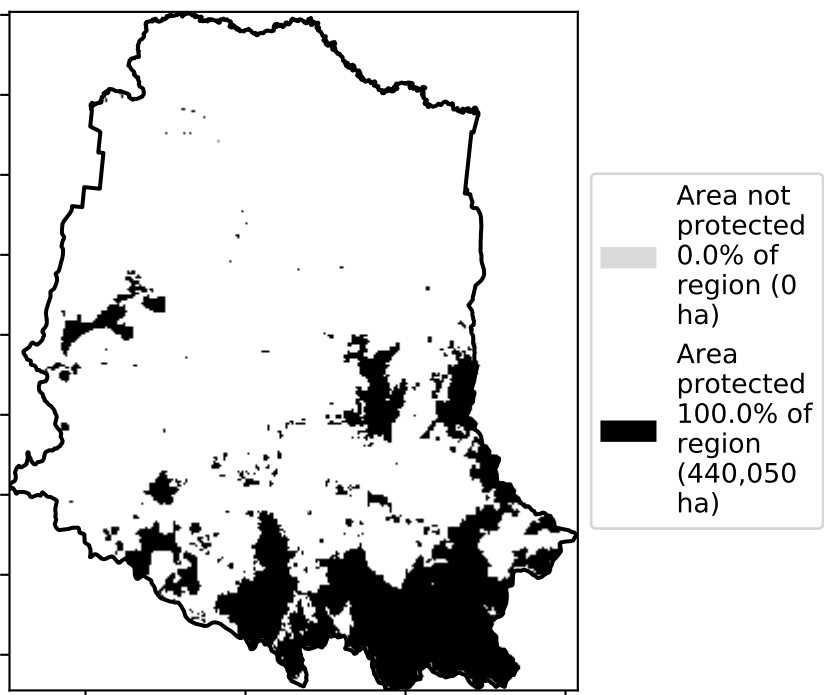 Area not
protected
0.0% of
region (0
ha)
Area
protected
100.0% of
region
(440,050
ha)